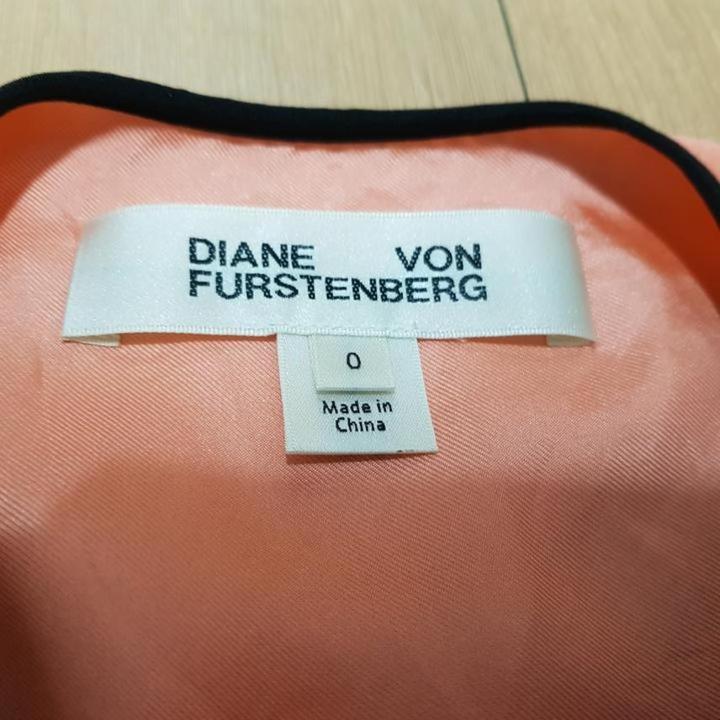 DIANE VON
FURSTENBERG
0
Made in
China